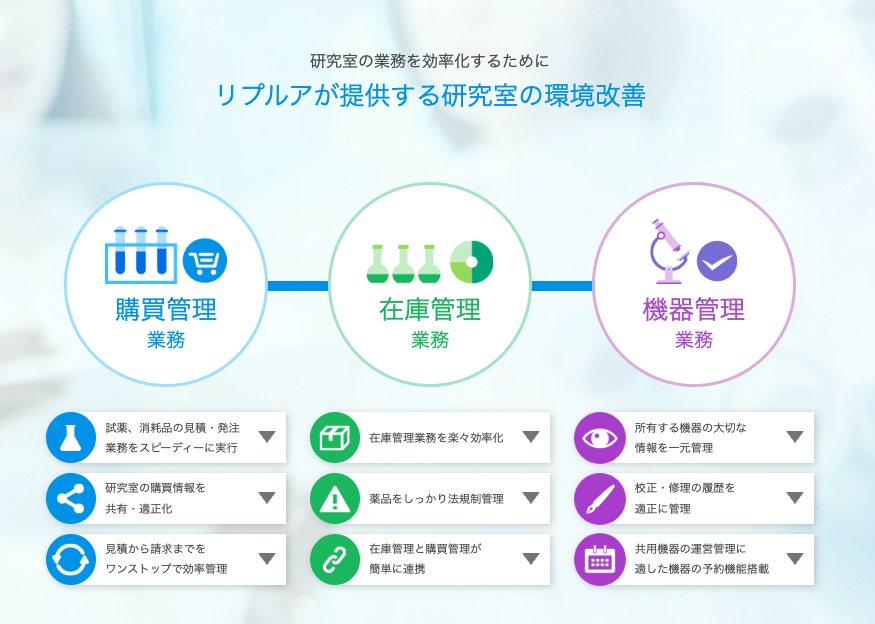 研究室の業務を効率化するために
リプルアが提供する研究室の環境改善
購買管理
業務
在庫管理
業務
機器管理
業務
試薬、消耗品の見積・発注
業務をスピーディーに実行
研究室の購買情報を
共有・適正化
見積から請求までを
ワンストップで効率管理
在庫管理業務を楽々効率化
薬品をしっかり法規制管理
在庫管理と購買管理が
簡単に連携
所有する機器の大切な
情報を一元管理
校正・修理の履歴を
適正に管理
共用機器の運営管理に
適した機器の予約機能搭載